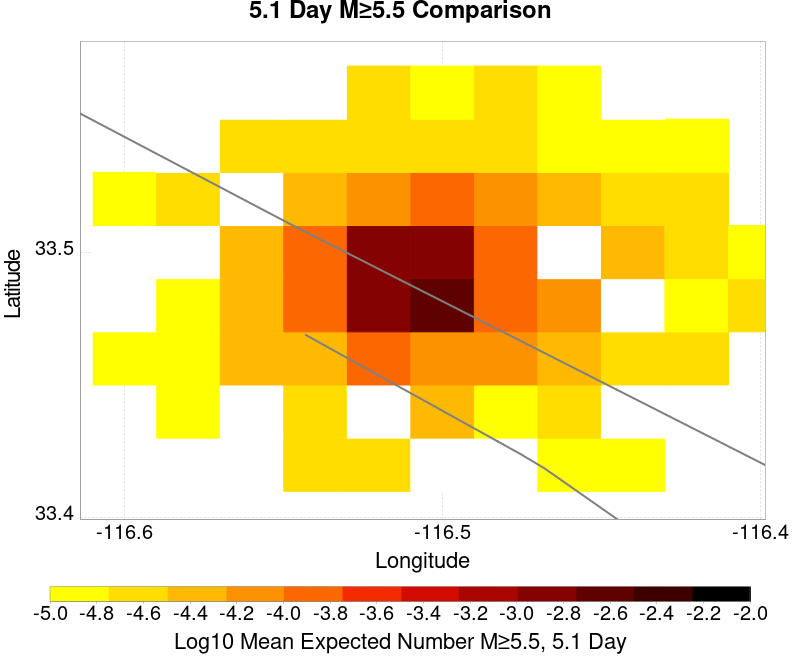 5.1 Day M≥5.5 Comparison
33.5
33.4
Latitude
-116.6 -116.5 -116.4
Longitude
-5.0 -4.8 -4.6 -4.4 -4.2 -4.0 -3.8 -3.6 -3.4 -3.2 -3.0 -2.8 -2.6 -2.4 -2.2 -2.0
Log10 Mean Expected Number M≥5.5, 5.1 Day